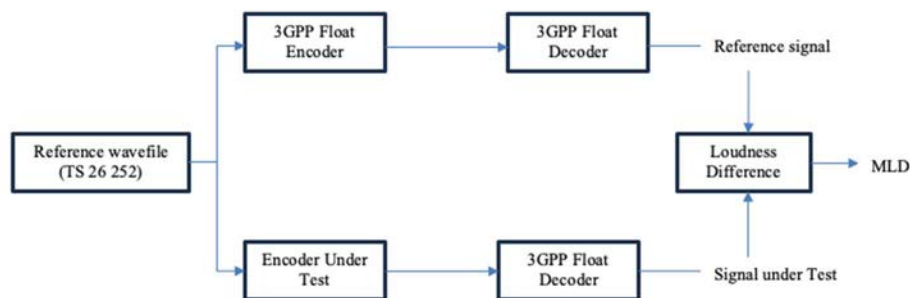 3GPP Float
Encoder
3GPP Float
Decoder
Reference signal
Reference wavefile
(TS 26 252)
Loudness
Difference
MLD
Encoder Under
Test
3GPP Float
Decoder
Signal under Test